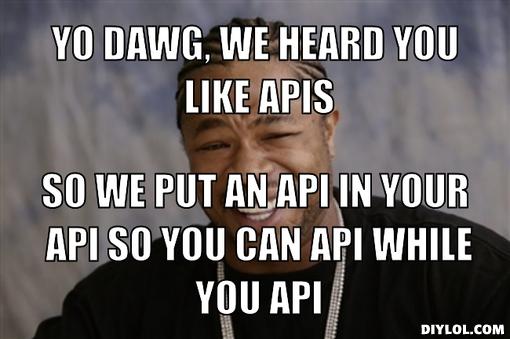 YO DAWG, WE HEARD YOU
LIKE APIS
SO WE PUT AN API IN YOUR
API SO YOU CAN API WHILE
YOU API
DIYLOL.COM